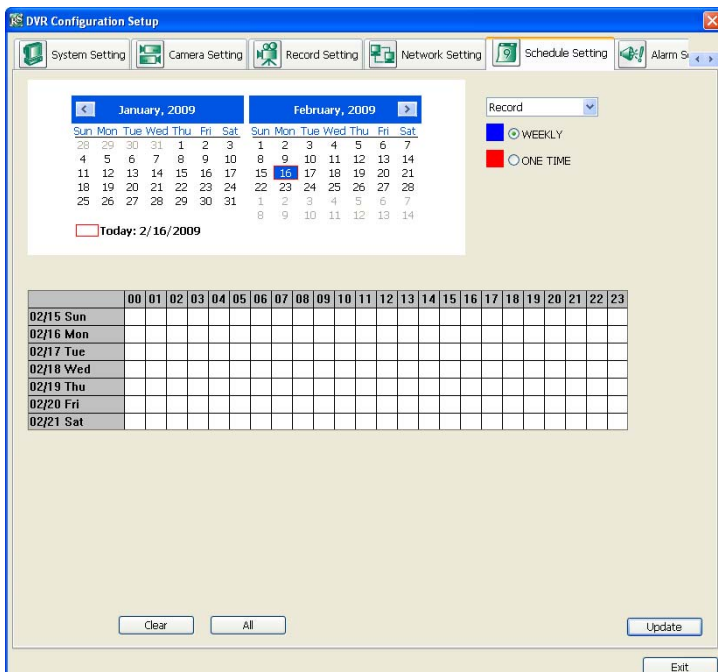 DVR Configuration Setup
System Setting Camera Setting Record Setting Network Setting Schedule Setting Alarm
January, 2009
Sun Mon Tue Wed Thu Fri Sat
28 29 30 31 1 2 3
4 5 6 7 8 9 10
11 12 13 14 15 16 17
18 19 20 21 22 23 24
25 26 27 28 29 30 31
February, 2009
Sun Mon Tue Wed Thu Fri Sat
1 2 3 4 5 6 7
8 9 10 11 12 13 14
15 16 17 18 19 20 21
22 23 24 25 26 27 28
1 2 3 4 5 6 7
8 9 10 11 12 13 14
Today: 2/16/2009
Record
WEEKLY
ONE TIME
00 01 02 03 04 05 06 07 08 09 10 11 12 13 14 15 16 17 18 19 20 21 22 23
02/15 Sun
02/16 Mon
02/17 Tue
02/18 Wed
02/19 Thu
02/20 Fri
02/21 Sat
Clear All Update
Exit